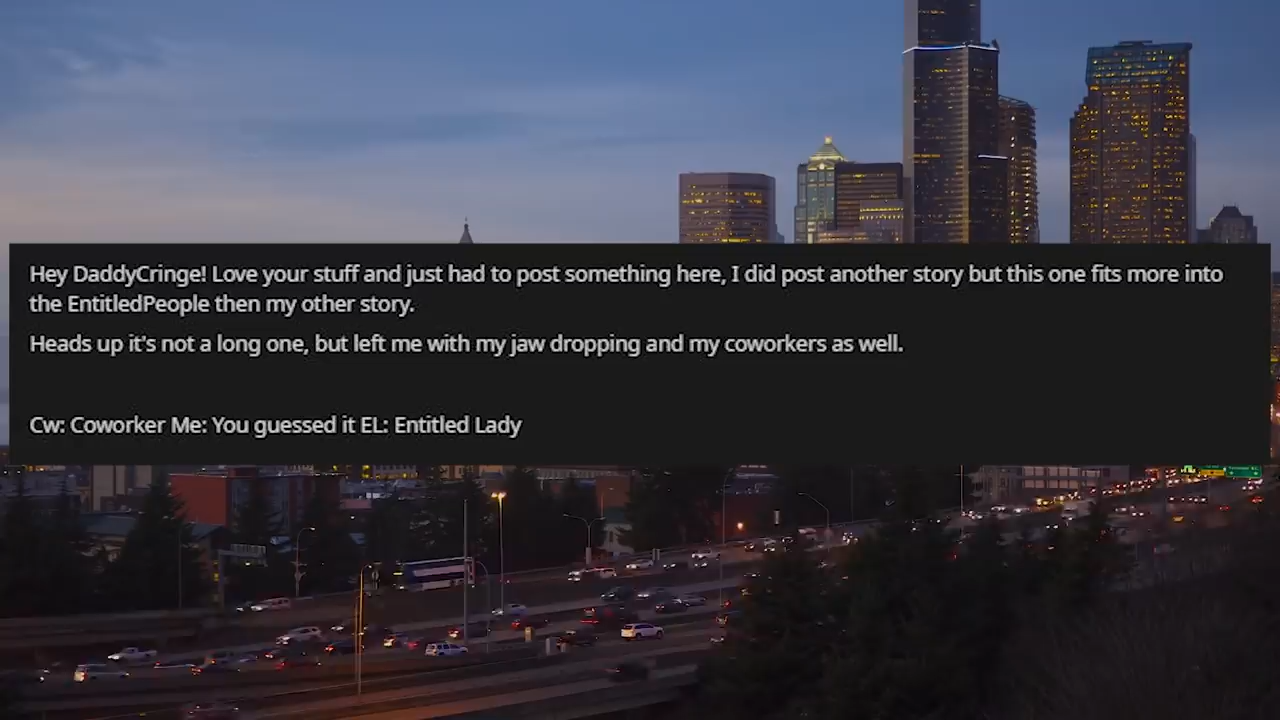 Hey DaddyCringe! Love your stuff and just had to post something here, I did post another story but this one fits more into
the EntitledPeople then my other story.
Heads up it's not a long one, but left me with my jaw dropping and my coworkers as well.
Cw: Coworker Me: You guessed it EL: Entitled Lady